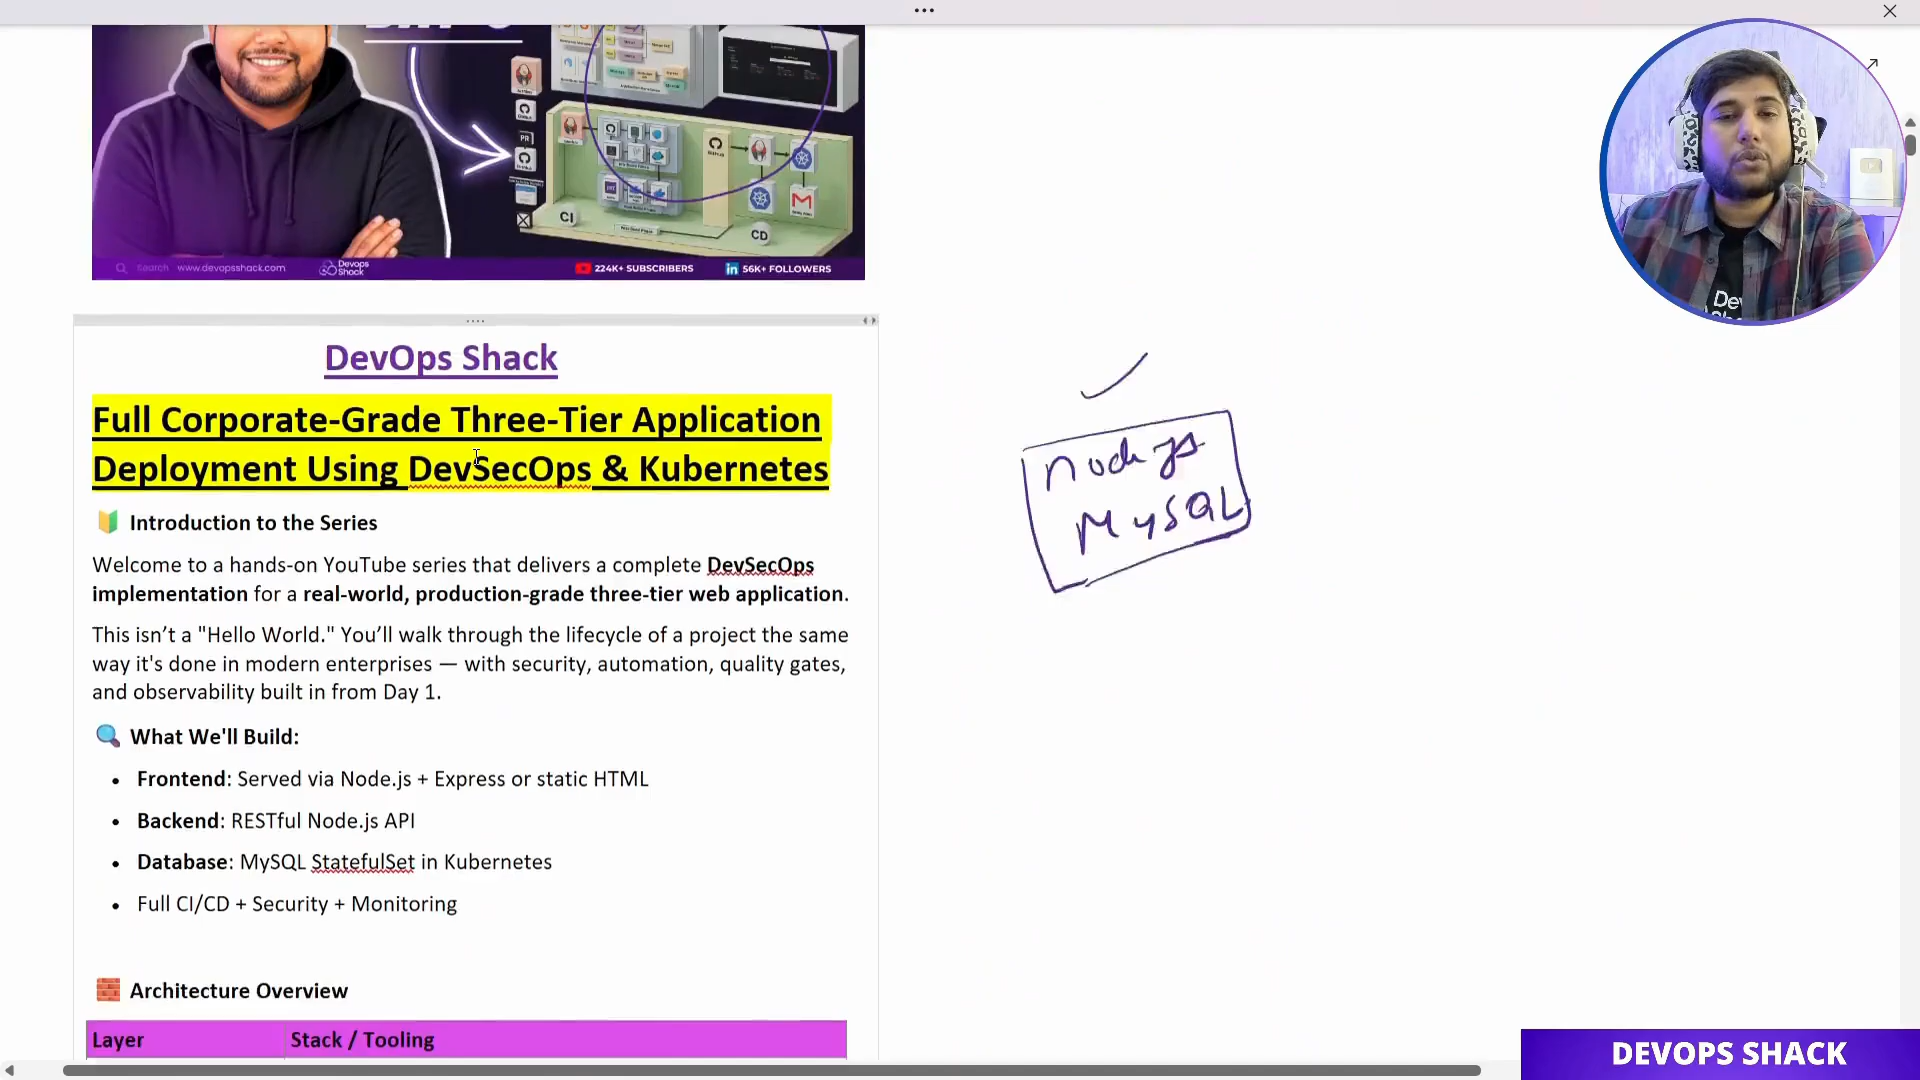 Search www.devopsshack.com
Devops
Shack
224K+ SUBSCRIBERS
in 56K+ FOLLOWERS
PR
CI
CD
DevOps Shack
Full Corporate-Grade Three-Tier Application
Deployment Using DevSecOps & Kubernetes
Introduction to the Series
Welcome to a hands-on YouTube series that delivers a complete DevSecOps
implementation for a real-world, production-grade three-tier web application.
This isn’t a "Hello World." You’ll walk through the lifecycle of a project the same
way it's done in modern enterprises — with security, automation, quality gates,
and observability built in from Day 1.
What We'll Build:
• Frontend: Served via Node.js + Express or static HTML
• Backend: RESTful Node.js API
• Database: MySQL StatefulSet in Kubernetes
• Full CI/CD + Security + Monitoring
Architecture Overview
Layer Stack / Tooling
Node js
MySQL
DEVOPS SHACK